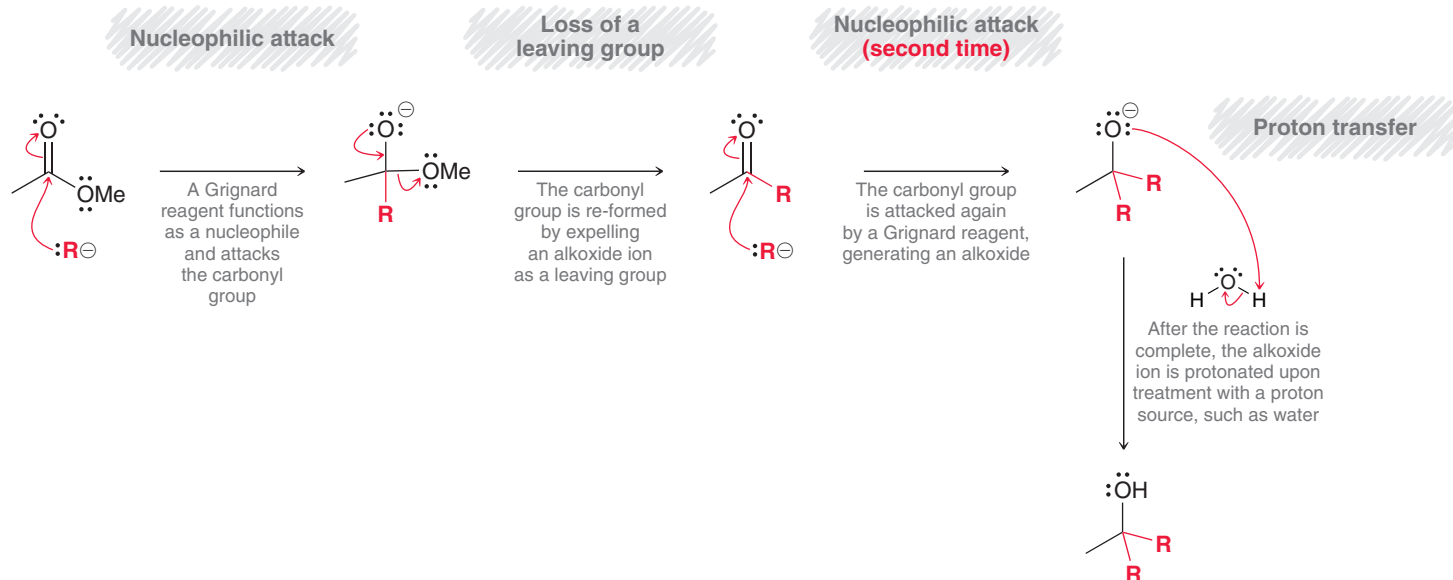 Nucleophilic attack
Loss of a
leaving group
Nucleophilic attack
(second time)
Proton transfer
O
OMe
R
⊖
A Grignard
reagent functions
as a nucleophile
and attacks
the carbonyl
group
O
⊖
OMe
R
The carbonyl
group is re-formed
by expelling
an alkoxide ion
as a leaving group
O
R
R
⊖
The carbonyl group
is attacked again
by a Grignard reagent,
generating an alkoxide
O
⊖
R
R
H O H
After the reaction is
complete, the alkoxide
ion is protonated upon
treatment with a proton
source, such as water
OH
R
R